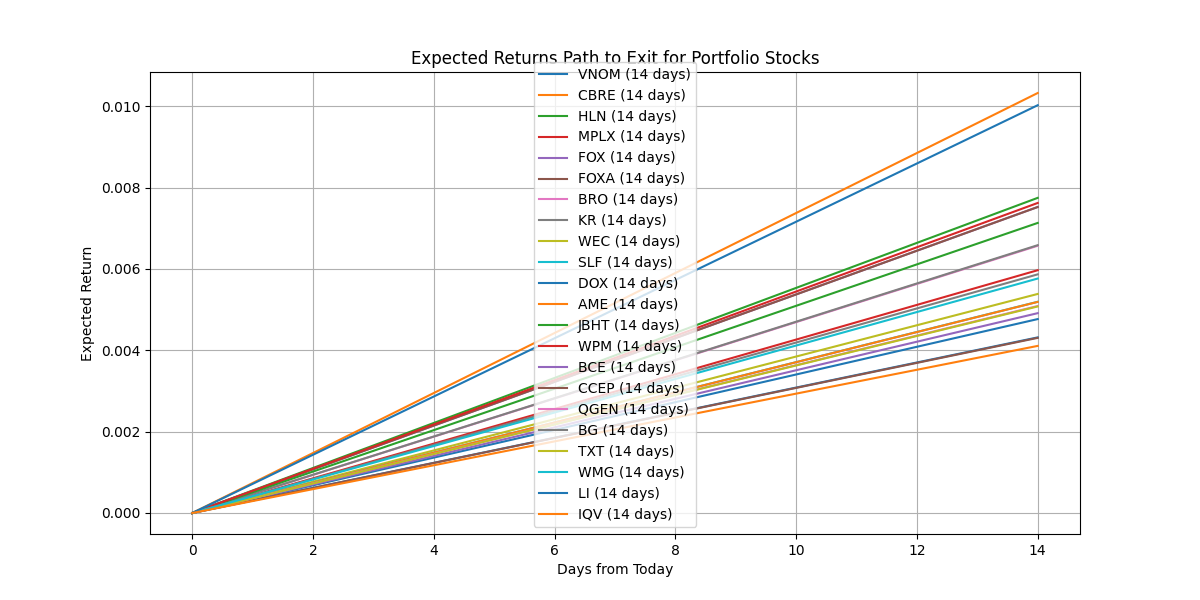 Expected Returns Path to Exit for Portfolio Stocks
VNOM (14 days)
CBRE (14 days)
HLN (14 days)
MPLX (14 days)
FOX (14 days)
FOXA (14 days)
BRO (14 days)
KR (14 days)
WEC (14 days)
SLF (14 days)
DOX (14 days)
AME (14 days)
JBHT (14 days)
WPM (14 days)
BCE (14 days)
CCEP (14 days)
QGEN (14 days)
BG (14 days)
TXT (14 days)
WMG (14 days)
LI (14 days)
IQV (14 days)
Expected Return
0.010
0.008
0.006
0.004
0.002
0.000
0 2 4 6 8 10 12 14
Days from Today